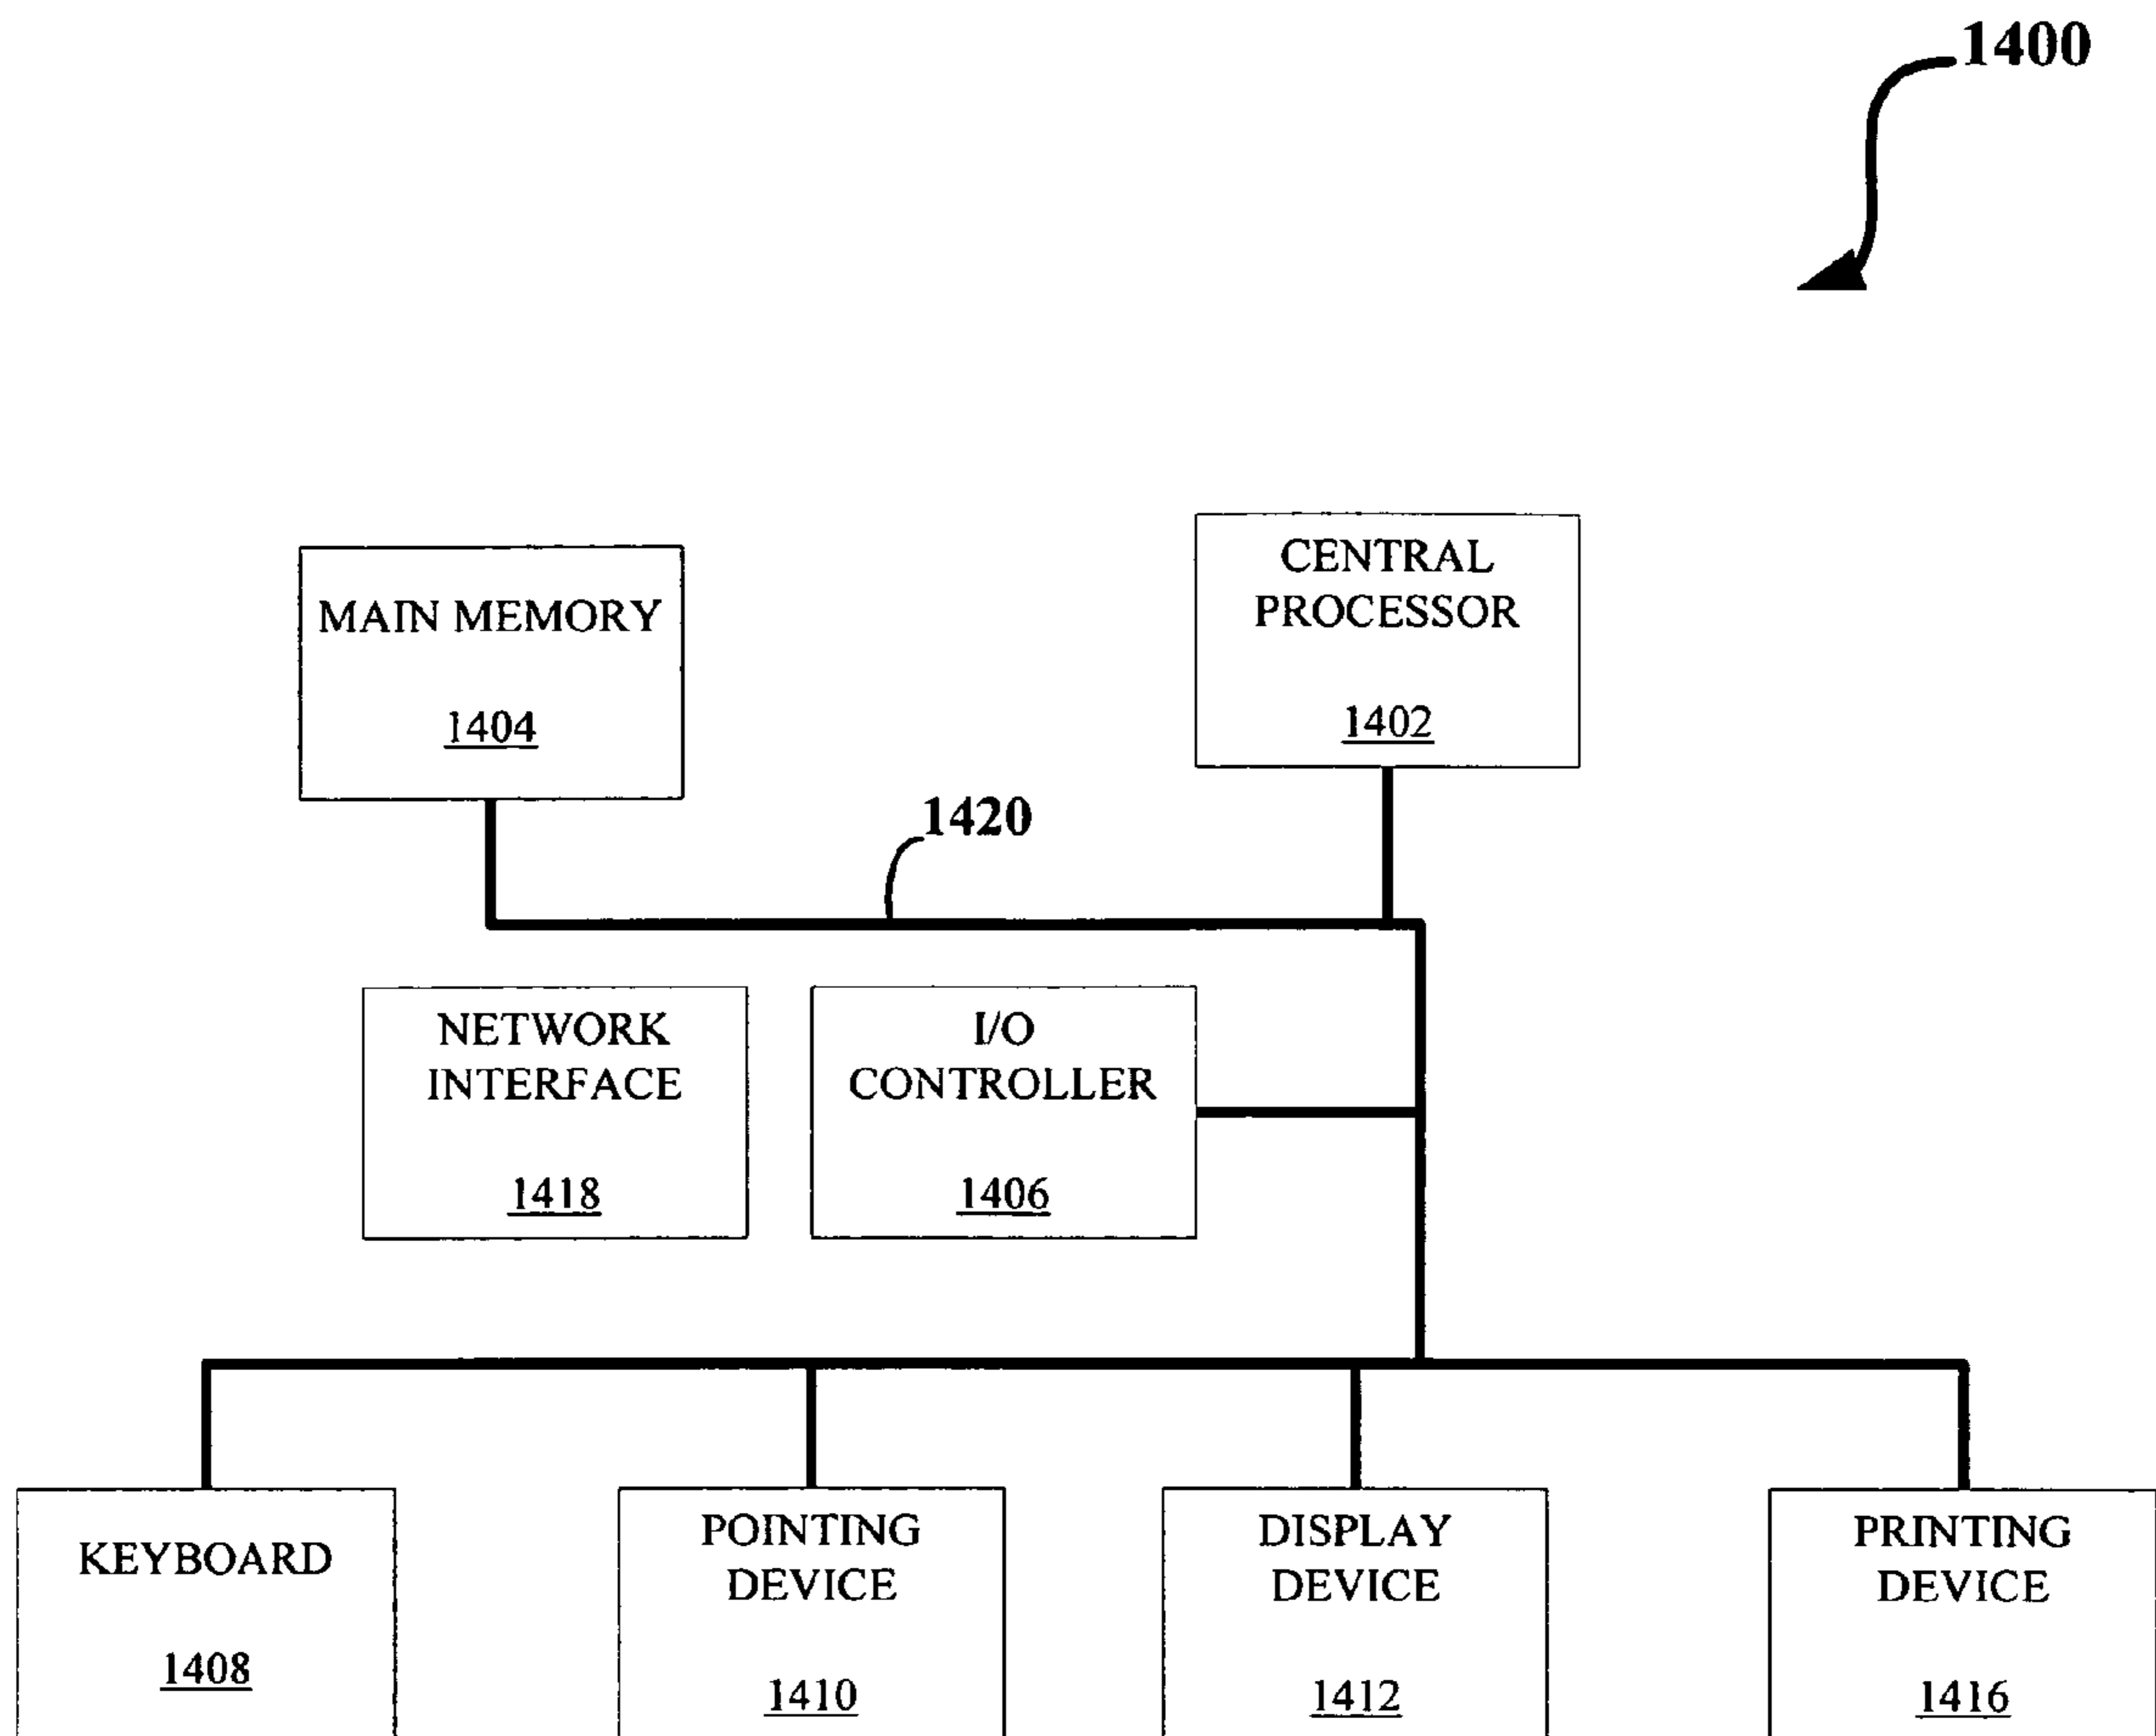 1400
MAIN MEMORY
1404
CENTRAL
PROCESSOR
1402
1420
NETWORK
INTERFACE
1418
I/O
CONTROLLER
1406
KEYBOARD
1408
POINTING
DEVICE
1410
DISPLAY
DEVICE
1412
PRINTING
DEVICE
1416